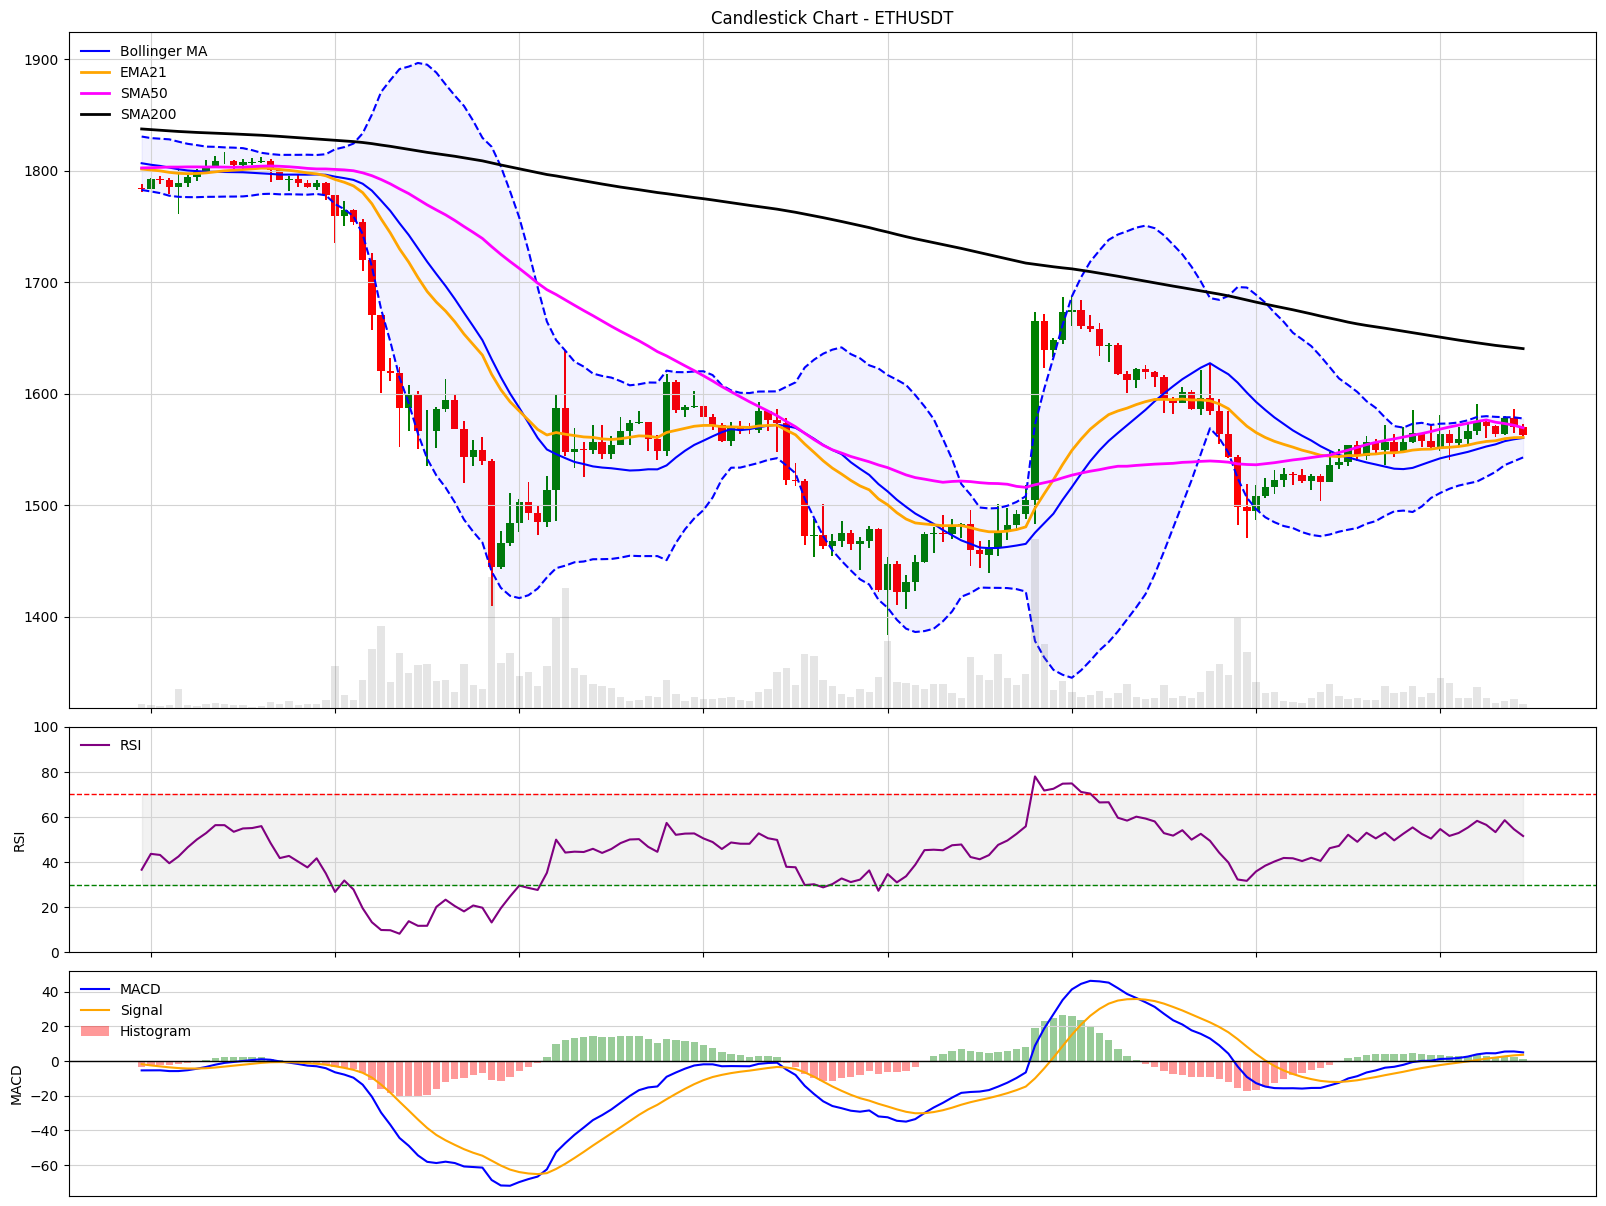 Candlestick Chart - ETHUSDT
Bollinger MA
EMA21
SMA50
SMA200
1900
1800
1700
1600
1500
1400
RSI
100
80
60
40
20
0
RSI
MACD
Signal
Histogram
40
20
0
−20
−40
−60
MACD